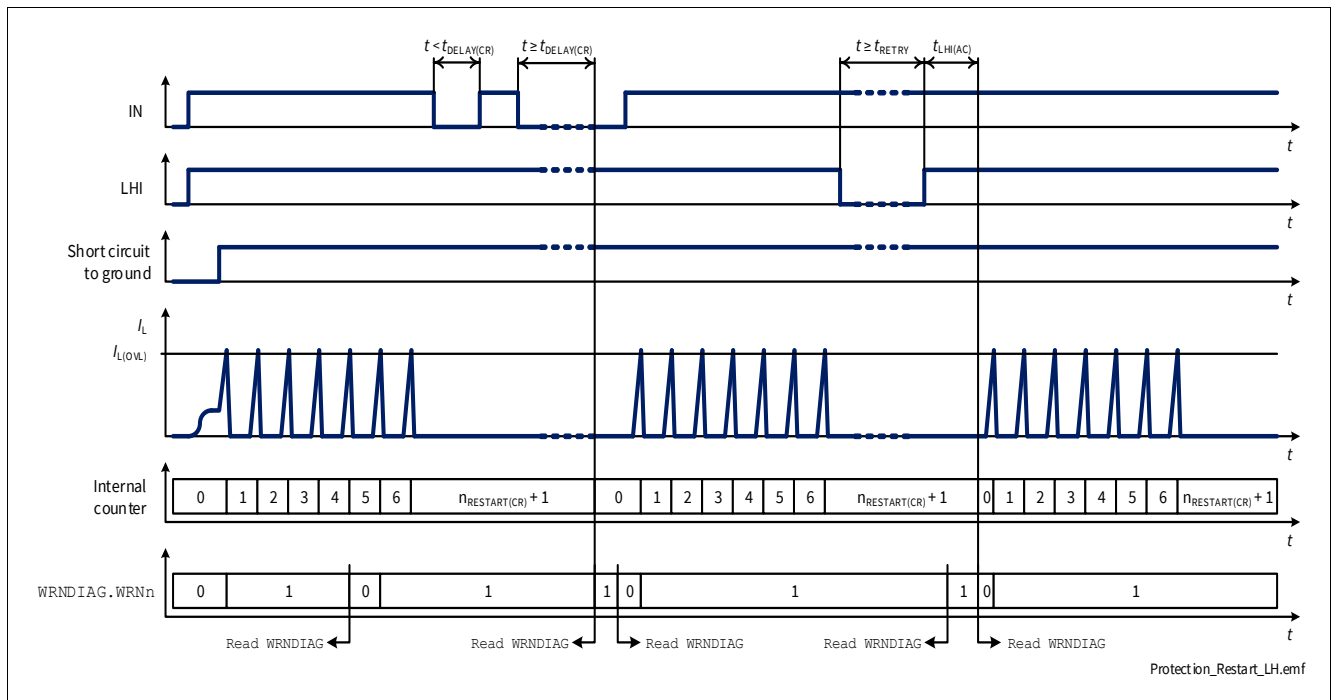 t < tDELAY(CR) t ≥ tDELAY(CR) t ≥ tRETRY tLHI(AC)
IN
t
LHI
t
Short circuit
to ground
t
IL
IL(OVL)
t
Internal
counter
0 1 2 3 4 5 6 nRESTART(CR) + 1 0 1 2 3 4 5 6 nRESTART(CR) + 1 0 1 2 3 4 5 6 nRESTART(CR) + 1
t
WRNDIAG.WRNn
0 1 0 1 1 0 1 1 0 1
t
Read WRNDIAG Read WRNDIAG Read WRNDIAG Read WRNDIAG Read WRNDIAG
Protection_Restart_LH.emf